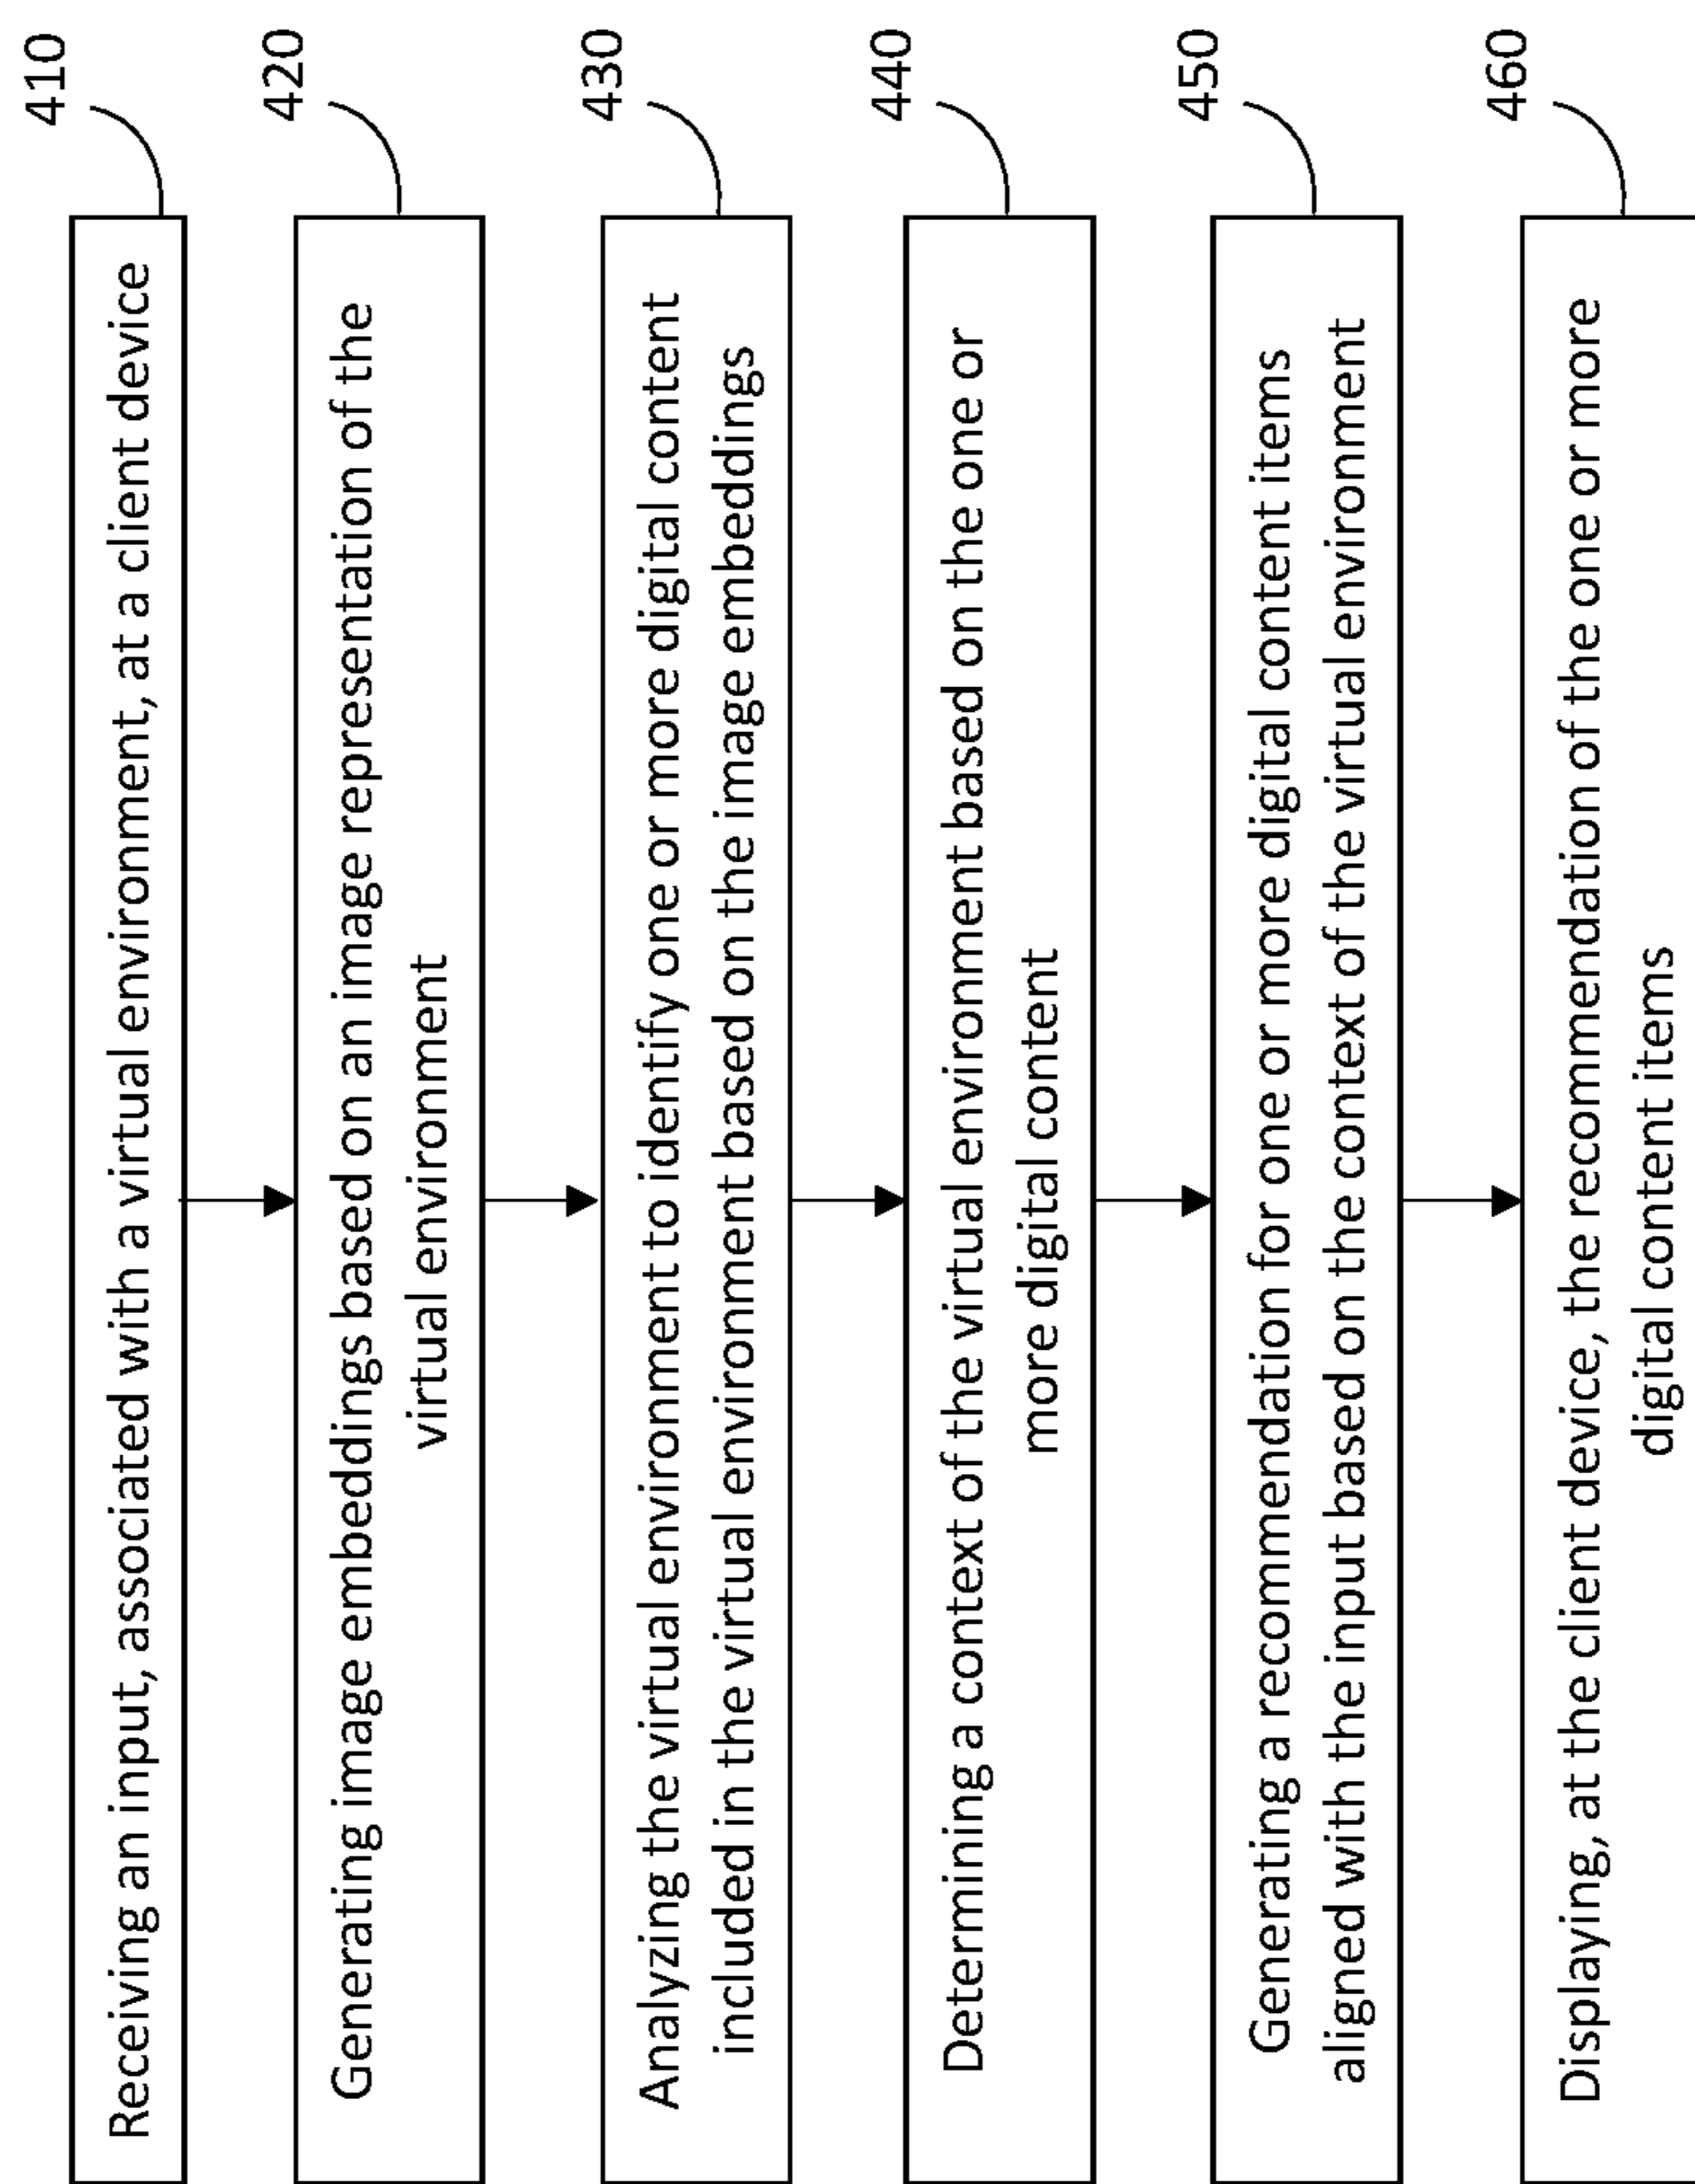 410
Receiving an input, associated with a virtual environment, at a client device
420
Generating image embeddings based on an image representation of the
virtual environment
430
Analyzing the virtual environment to identify one or more digital content
included in the virtual environment based on the image embeddings
440
Determining a context of the virtual environment based on the one or
more digital content
450
Generating a recommendation for one or more digital content items
aligned with the input based on the context of the virtual environment
460
Displaying, at the client device, the recommendation of the one or more
digital content items